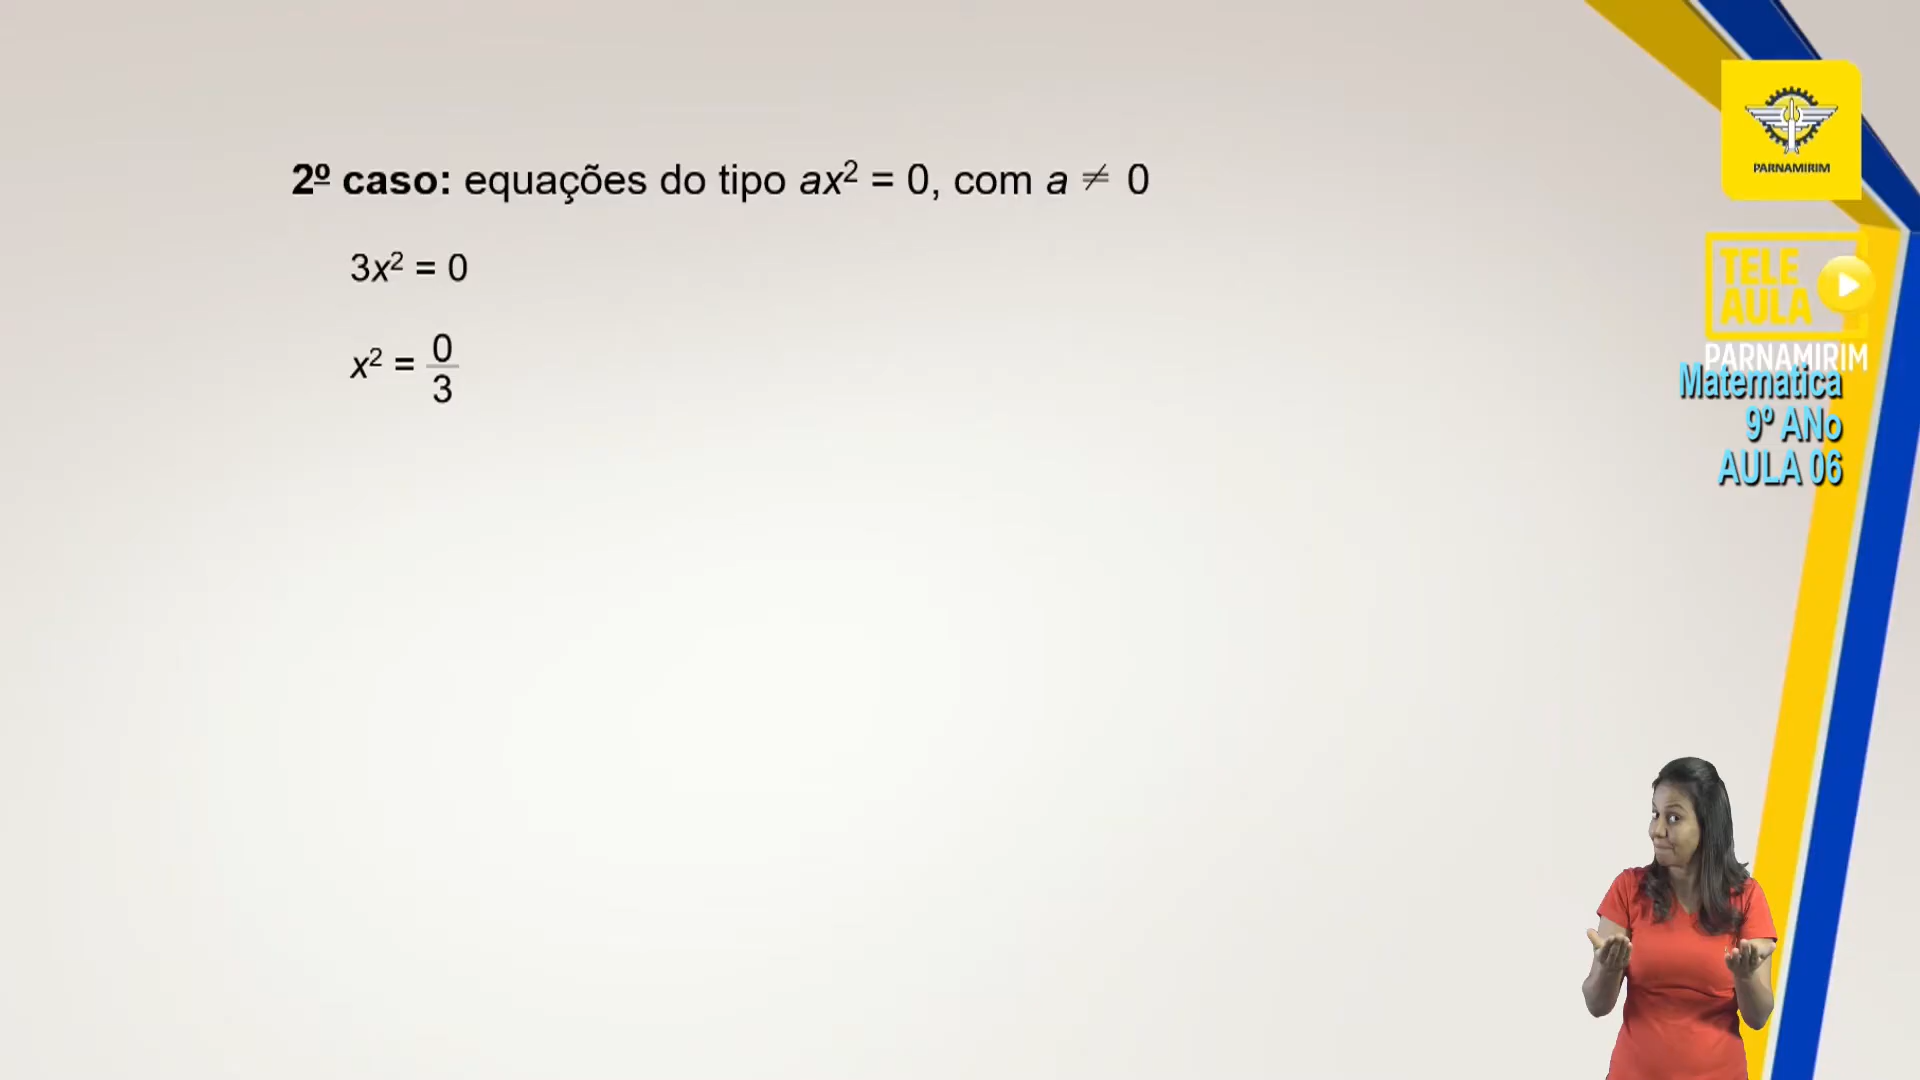 2º caso: equações do tipo ax² = 0, com a ≠ 0
3x² = 0
x² = 0/3
PARNAMIRIM
TELE
AULA
PARNAMIRIM
Matematica
9º ANo
AULA 06